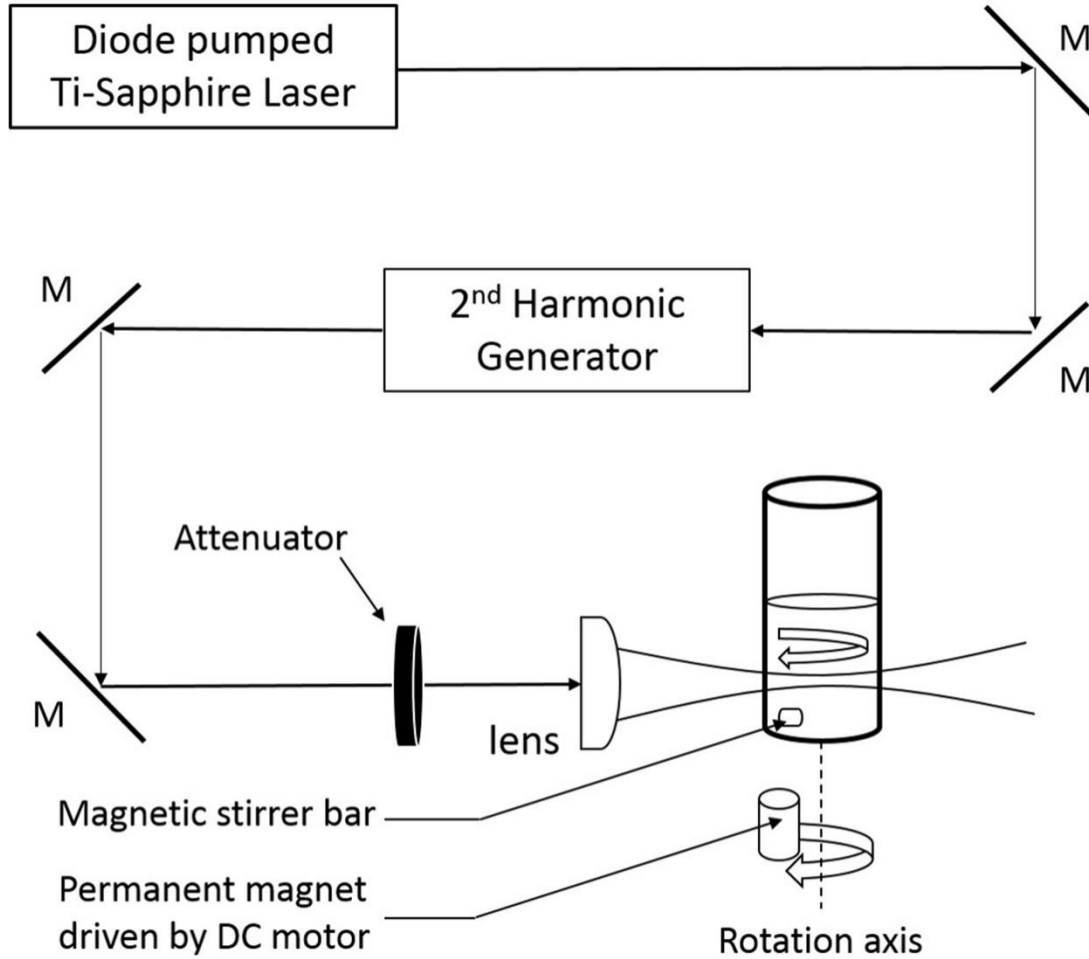 Diode pumped
Ti-Sapphire Laser
M
M
2nd Harmonic
Generator
M
Attenuator
M
lens
Magnetic stirrer bar
Permanent magnet
driven by DC motor
Rotation axis